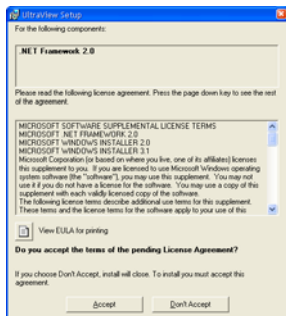 UltraView Setup
For the following components:
.NET Framework 2.0
Please read the following license agreement. Press the page down key to see the rest
of the agreement.
MICROSOFT SOFTWARE SUPPLEMENTAL LICENSE TERMS
MICROSOFT .NET FRAMEWORK 2.0
MICROSOFT WINDOWS INSTALLER 2.0
MICROSOFT WINDOWS INSTALLER 3.1
Microsoft Corporation (or based on where you live, one of its affiliates) licenses
this supplement to you. If you are licensed to use Microsoft Windows operating
system software (the "software"), you may use this supplement. You may not
use it if you do not have a license for the software. You may use a copy of this
supplement with each validly licensed copy of the software.
The following license terms describe additional use terms for this supplement.
These terms and the license terms for the software apply to your use of this
View EULA for printing
Do you accept the terms of the pending License Agreement?
If you choose Don't Accept, install will close. To install you must accept this
agreement.
Accept
Don't Accept